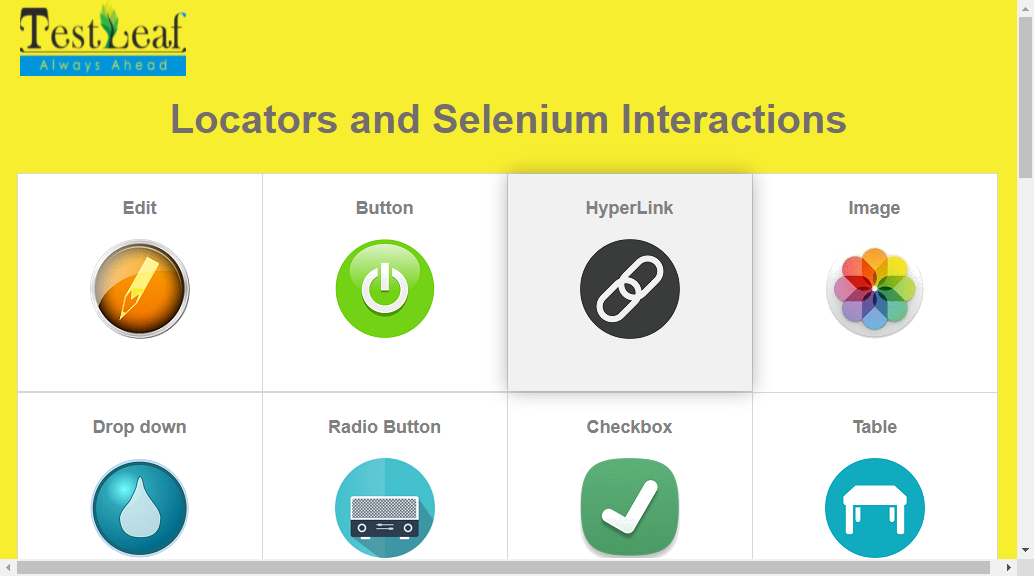 TestLeaf
Always Ahead
Locators and Selenium Interactions
Edit
Button
HyperLink
Image
Drop down
Radio Button
Checkbox
Table